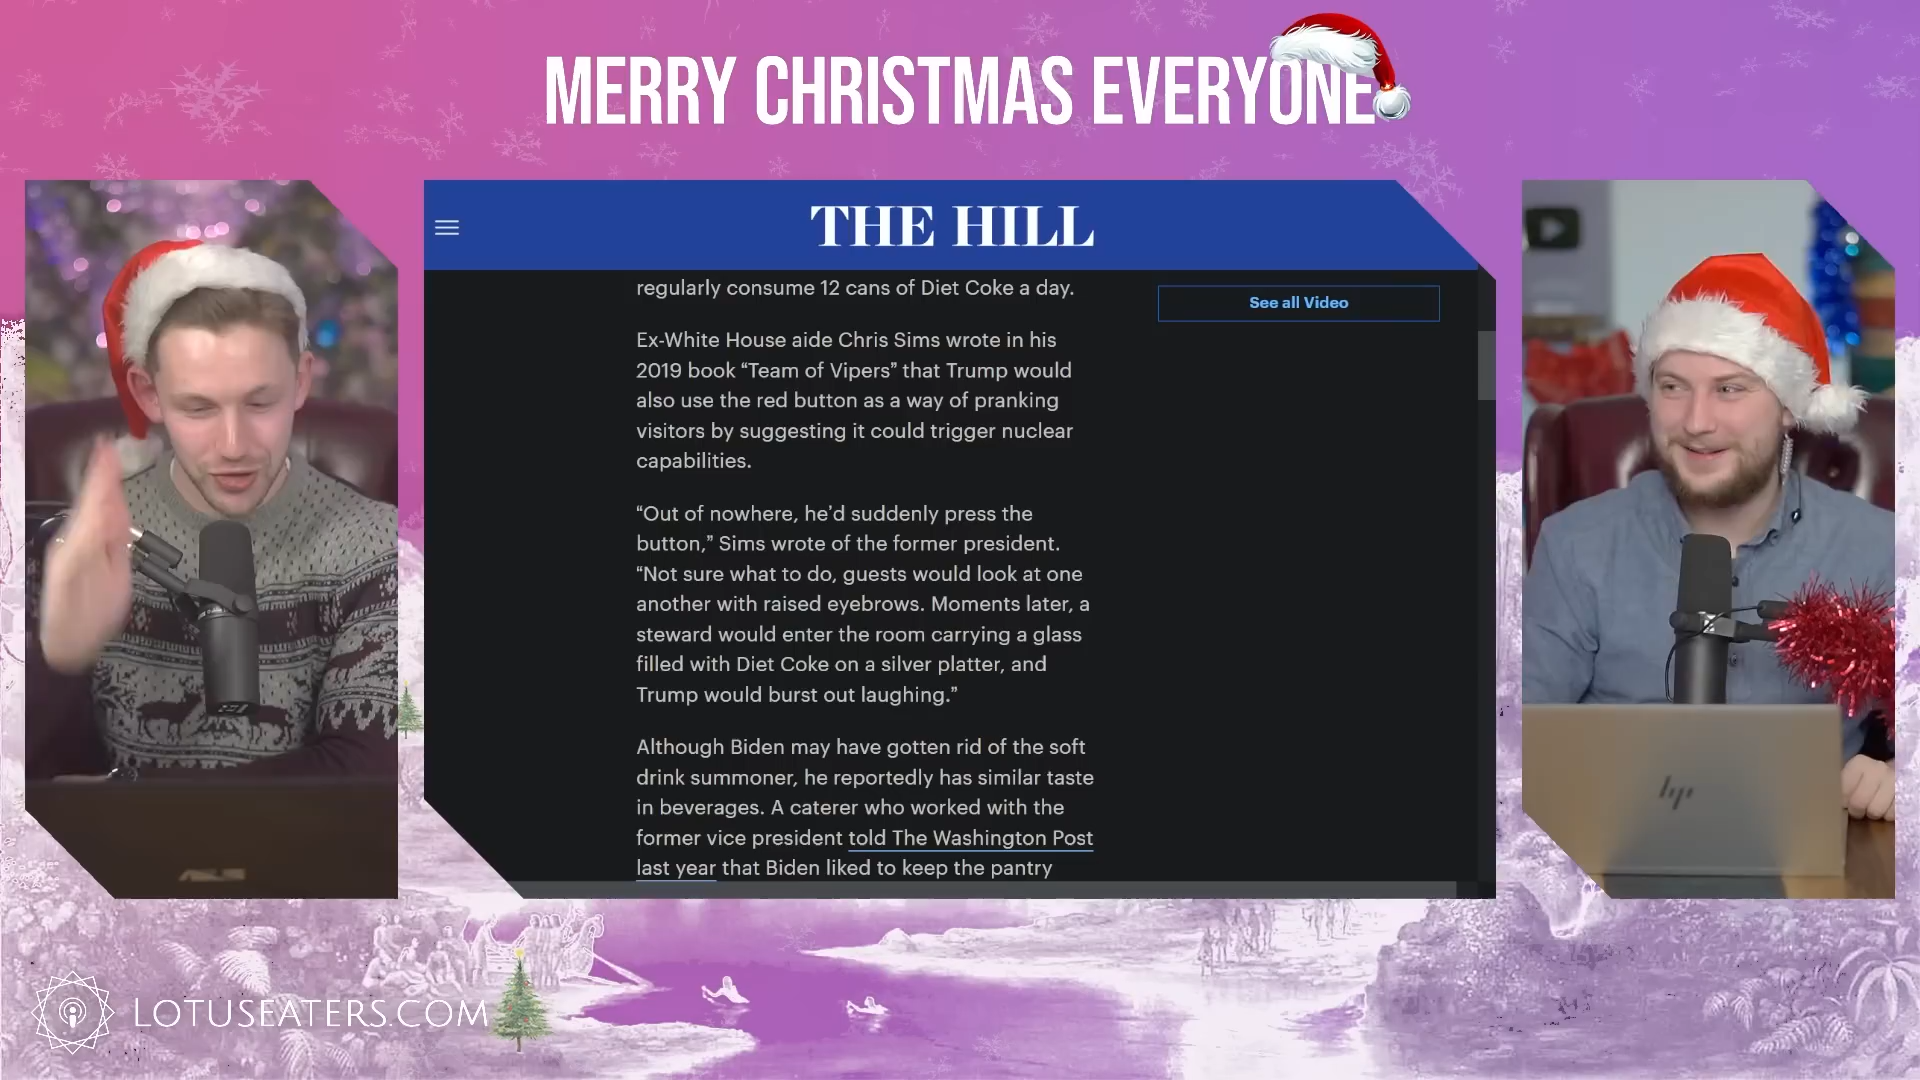 MERRY CHRISTMAS EVERYONE
THE HILL
regularly consume 12 cans of Diet Coke a day.
Ex-White House aide Chris Sims wrote in his
2019 book “Team of Vipers” that Trump would
also use the red button as a way of pranking
visitors by suggesting it could trigger nuclear
capabilities.
“Out of nowhere, he’d suddenly press the
button,” Sims wrote of the former president.
“Not sure what to do, guests would look at one
another with raised eyebrows. Moments later, a
steward would enter the room carrying a glass
filled with Diet Coke on a silver platter, and
Trump would burst out laughing.”
Although Biden may have gotten rid of the soft
drink summoner, he reportedly has similar taste
in beverages. A caterer who worked with the
former vice president told The Washington Post
last year that Biden liked to keep the pantry
See all Video
hp
ASUS
LOTUSEATERS.COM